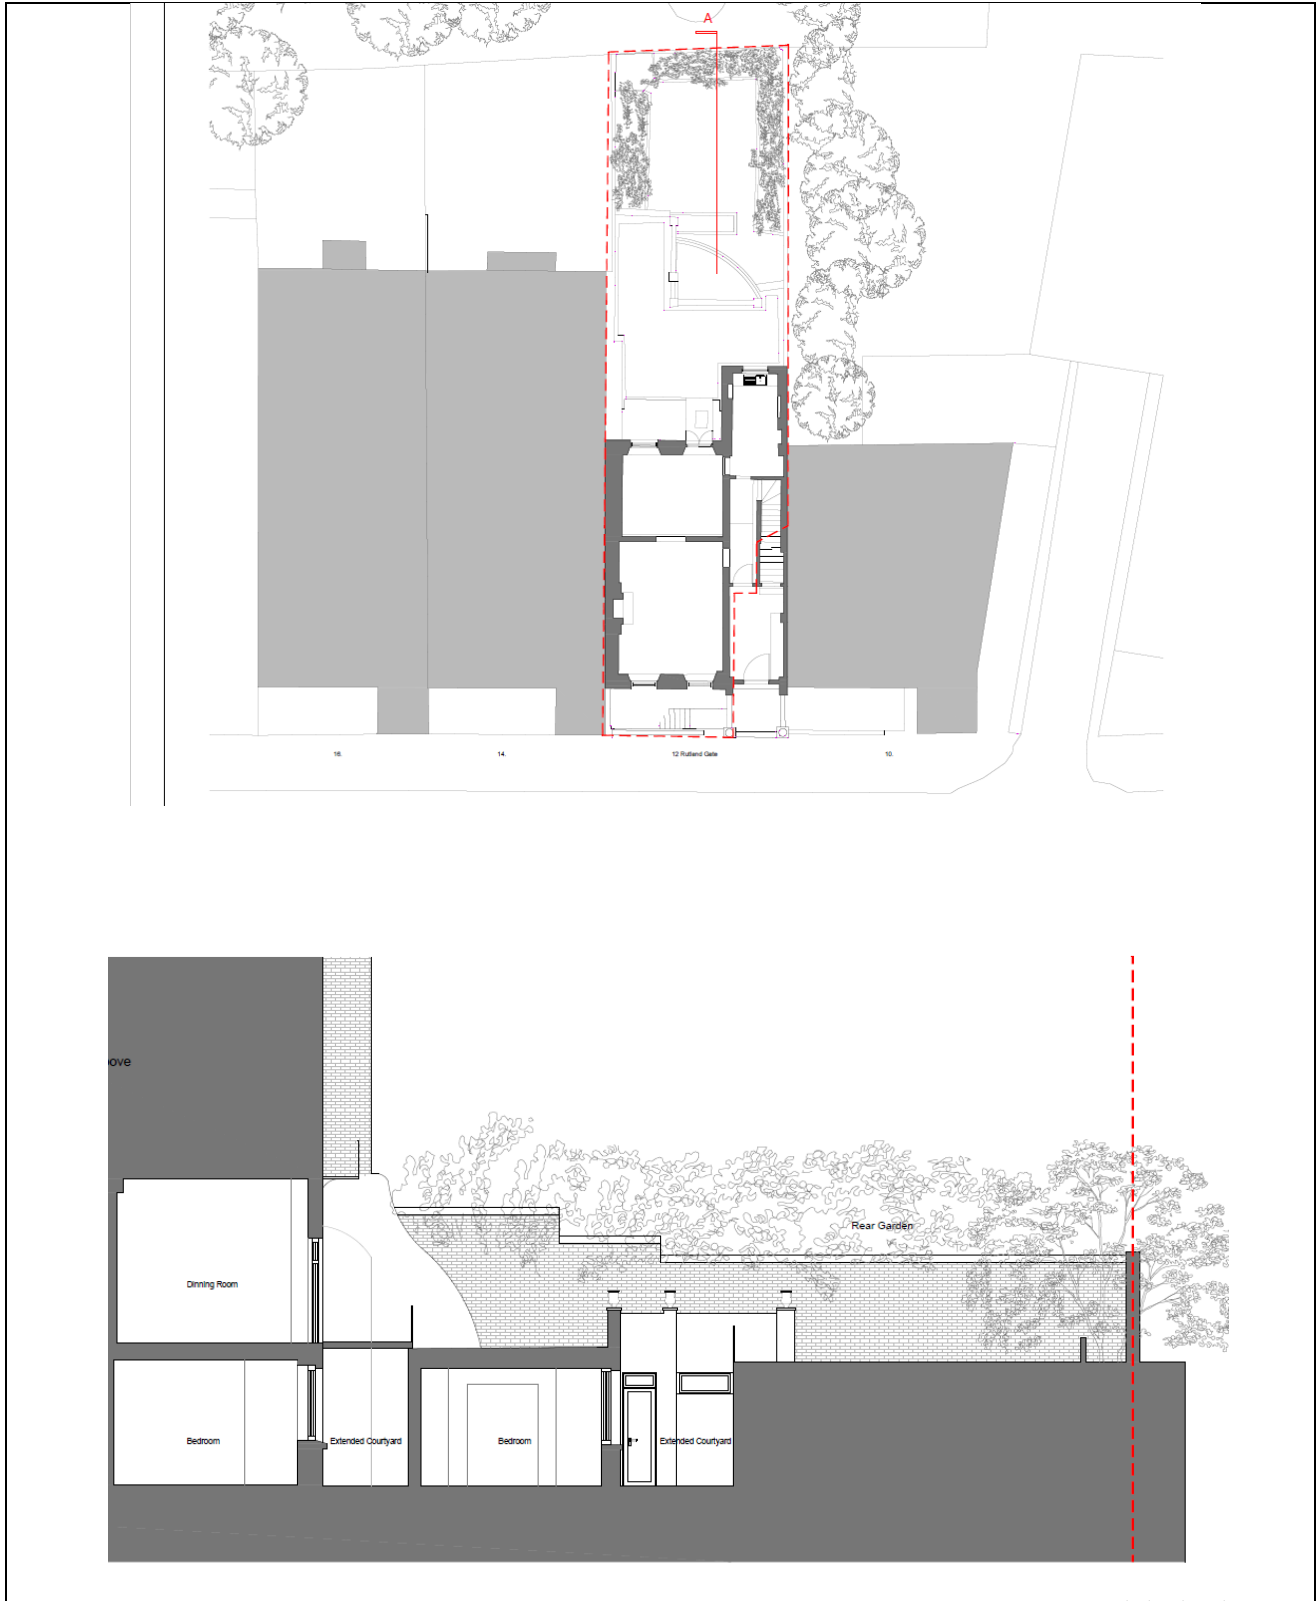 A
16.
14.
12 Rutland Gate
10.
ove
Rear Garden
Dinning Room
Bedroom
Extended Courtyard
Bedroom
Extended Courtyard